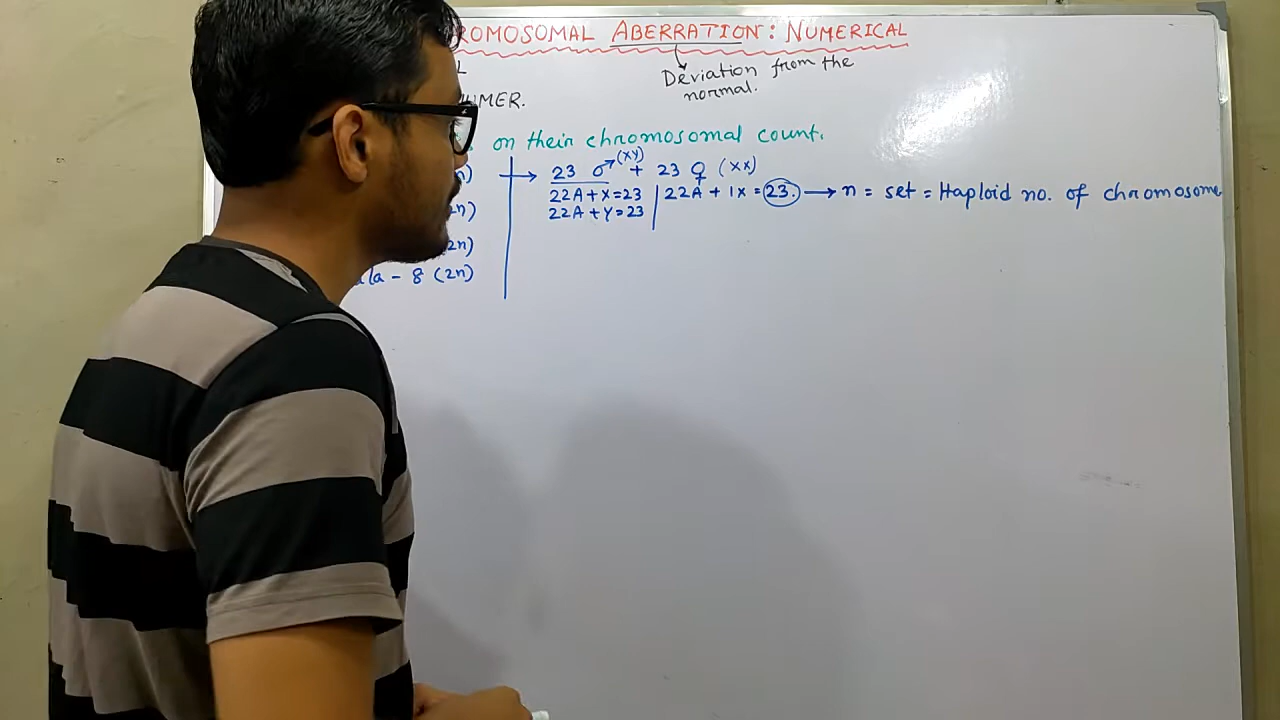 ROMOSOMAL ABERRATION: NUMERICAL
L
Deviation from the
normal.
UMER.
on their chromosomal count.
n) → 23 ♂ (XY) + 23 ♀ (XX)
22A+X=23 | 22A + 1X = 23. → n = set = Haploid no. of chromosome
22A+Y=23
n)
2n)
la - 8 (2n)